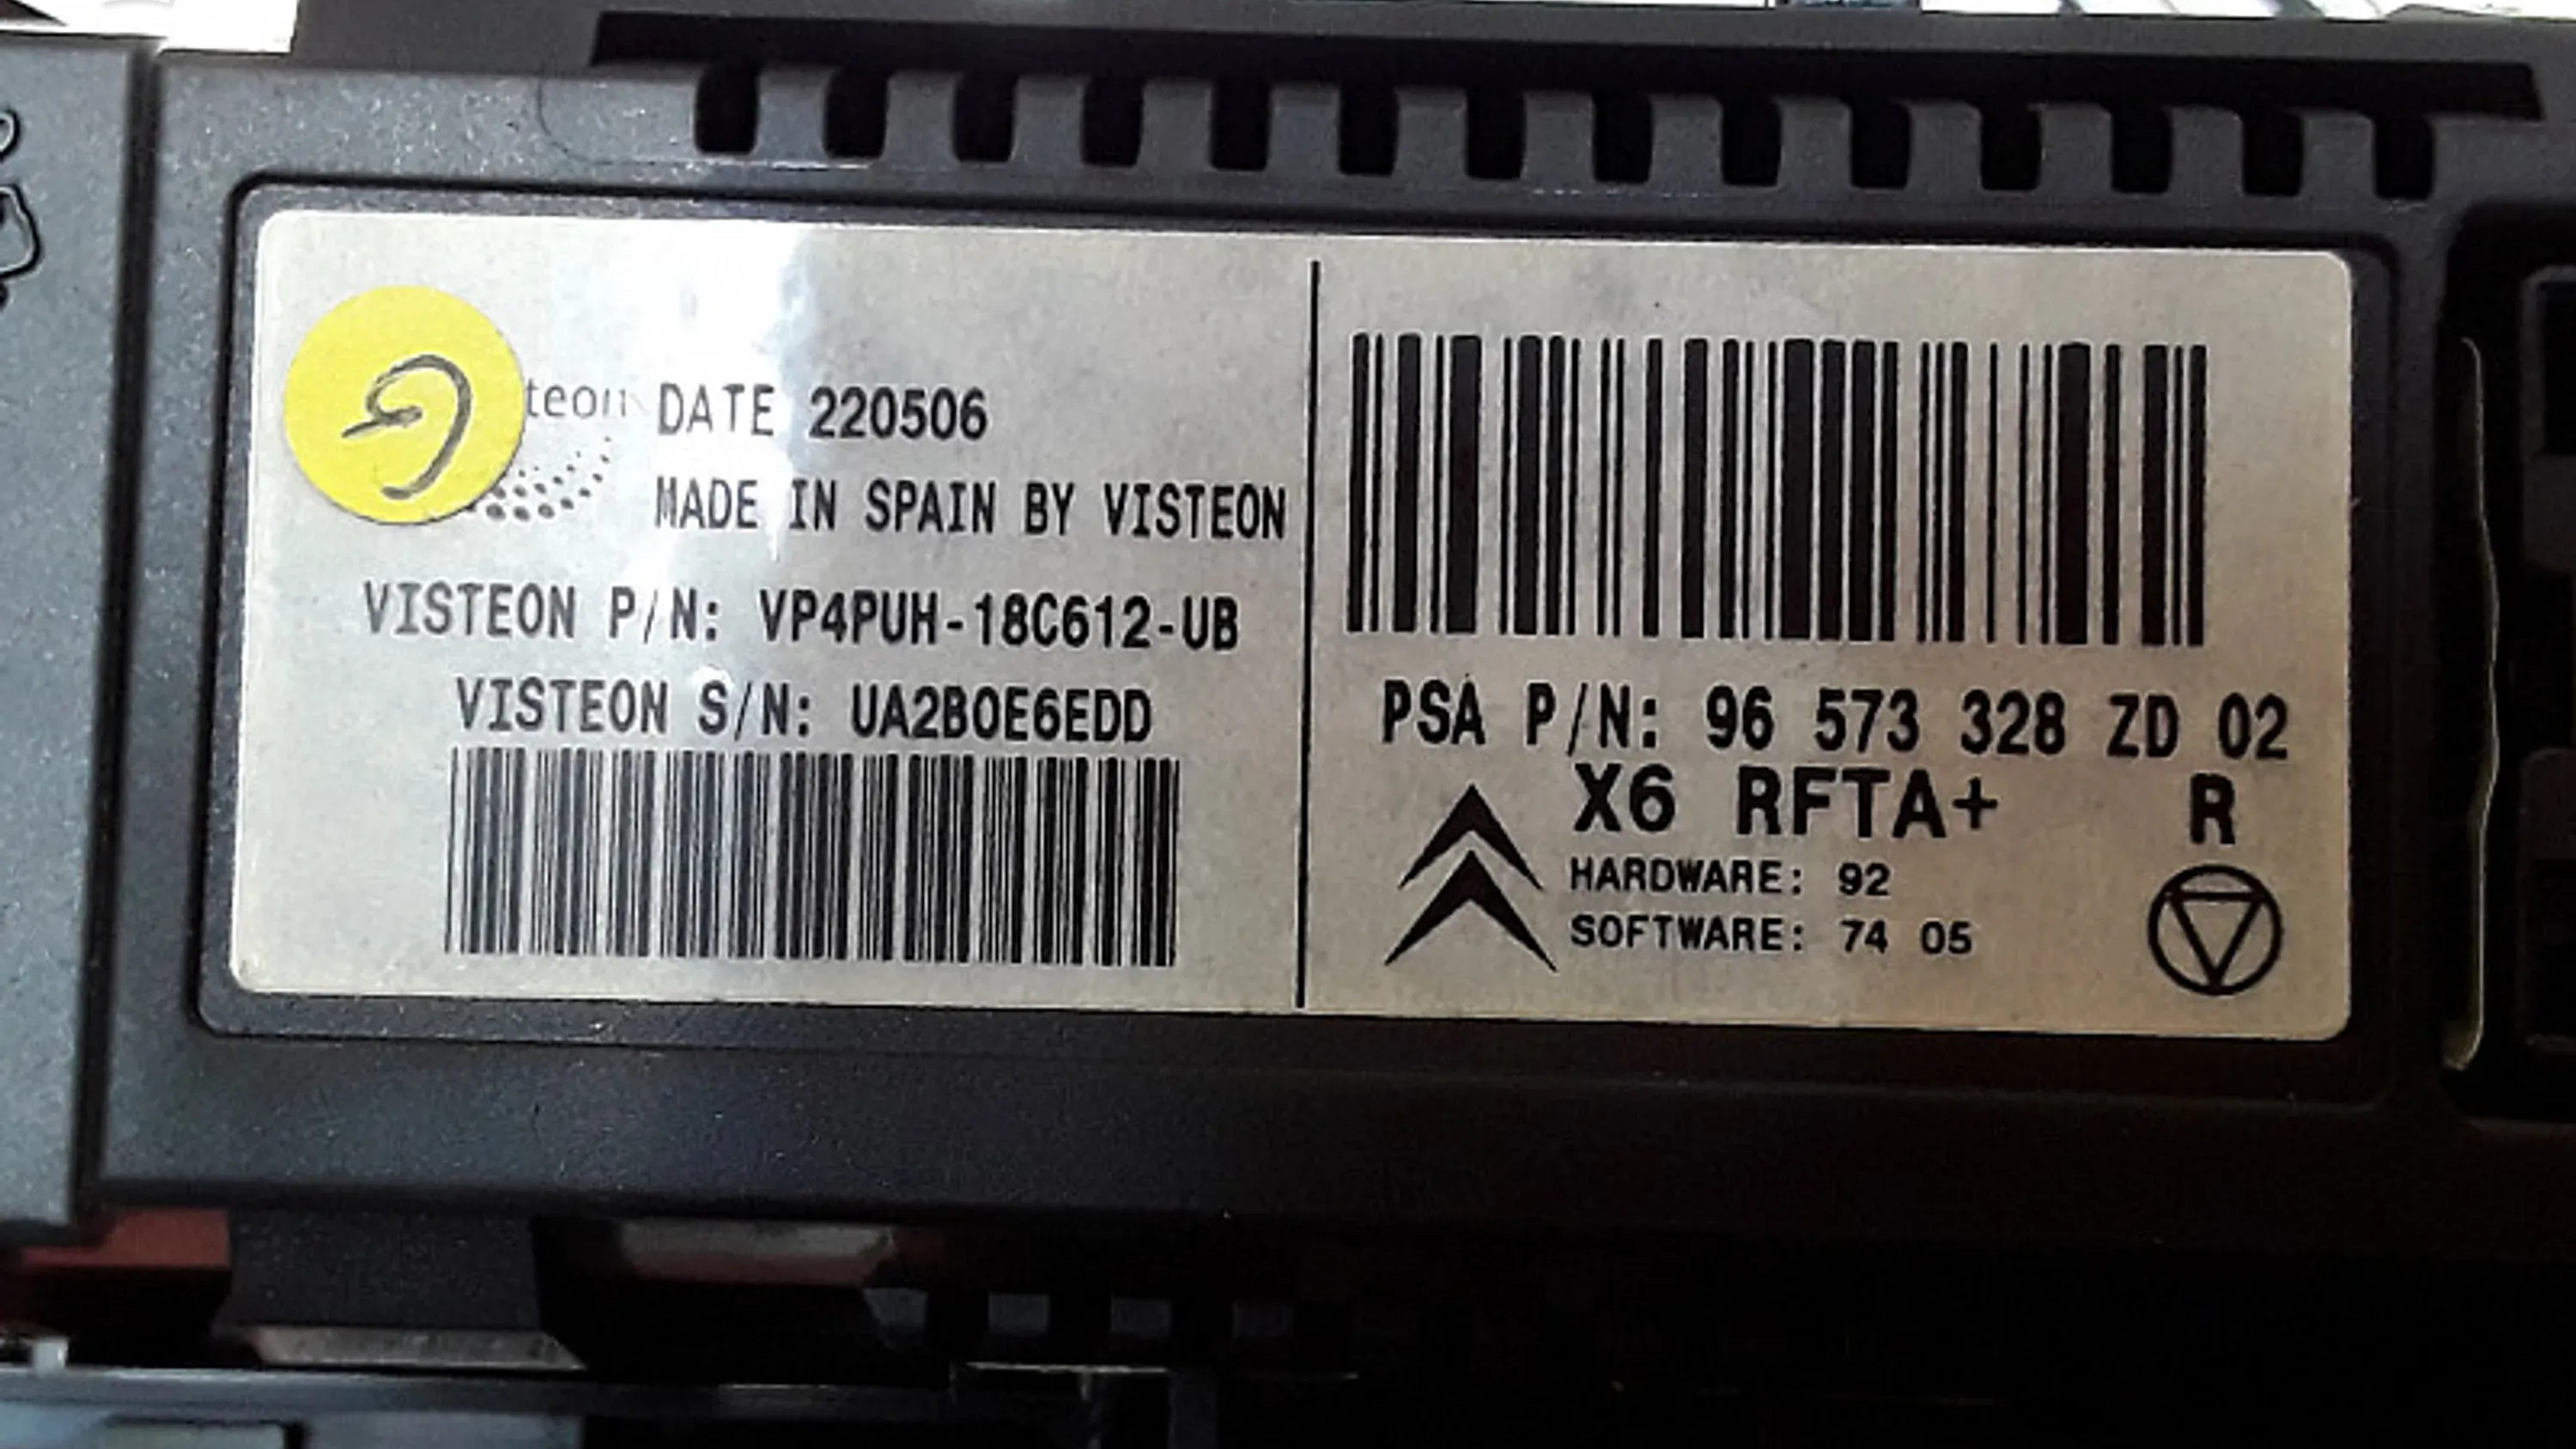 teon
DATE 220506
MADE IN SPAIN BY VISTEON
VISTEON P/N: VP4PUH-18C612-UB
VISTEON S/N: UA2B0E6EDD
PSA P/N: 96 573 328 ZD 02
X6 RFTA+ R
HARDWARE: 92
SOFTWARE: 74 05